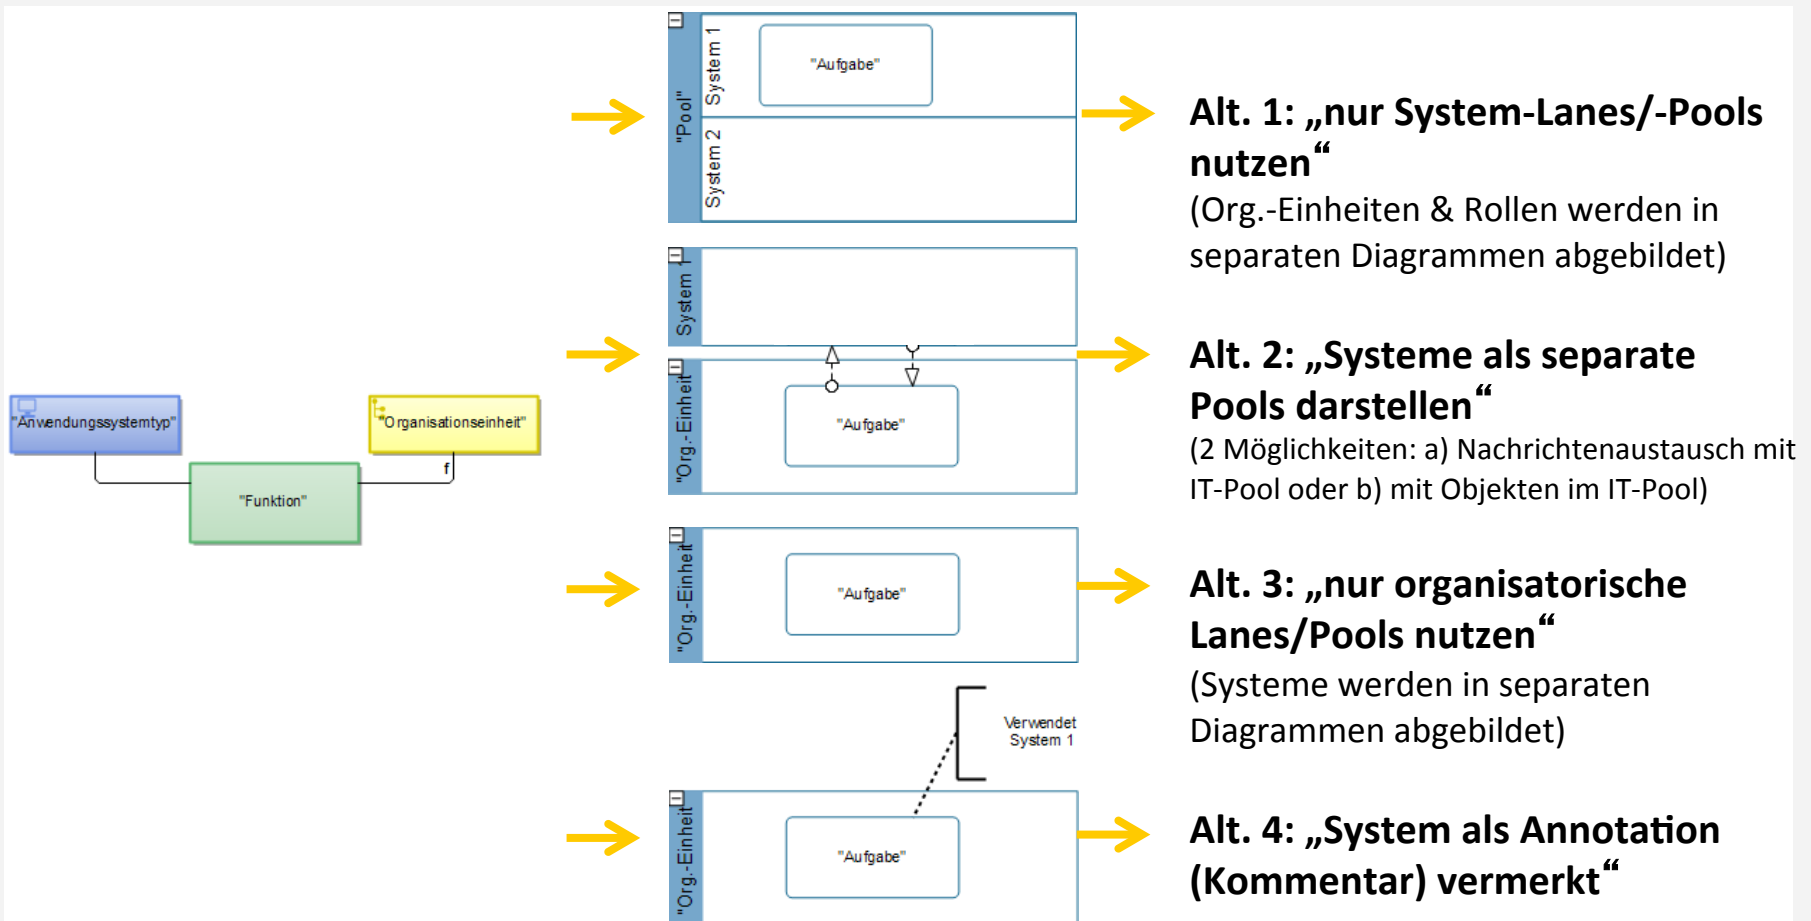 "Anwendungssystemtyp"
"Organisationseinheit"
f
"Funktion"
"Pool"
System 1
System 2
"Aufgabe"
Alt. 1: „nur System-Lanes/-Pools
nutzen“
(Org.-Einheiten & Rollen werden in
separaten Diagrammen abgebildet)
System 1
"Org.-Einheit"
"Aufgabe"
Alt. 2: „Systeme als separate
Pools darstellen“
(2 Möglichkeiten: a) Nachrichtenaustausch mit
IT-Pool oder b) mit Objekten im IT-Pool)
"Org.-Einheit"
"Aufgabe"
Alt. 3: „nur organisatorische
Lanes/Pools nutzen“
(Systeme werden in separaten
Diagrammen abgebildet)
Verwendet
System 1
"Org.-Einheit"
"Aufgabe"
Alt. 4: „System als Annotation
(Kommentar) vermerkt“